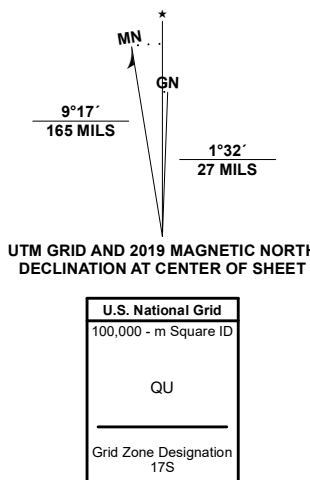 ★
MN
GN
9°17´
165 MILS
1°32´
27 MILS
UTM GRID AND 2019 MAGNETIC NORTH
DECLINATION AT CENTER OF SHEET
U.S. National Grid
100,000 - m Square ID
QU
Grid Zone Designation
17S